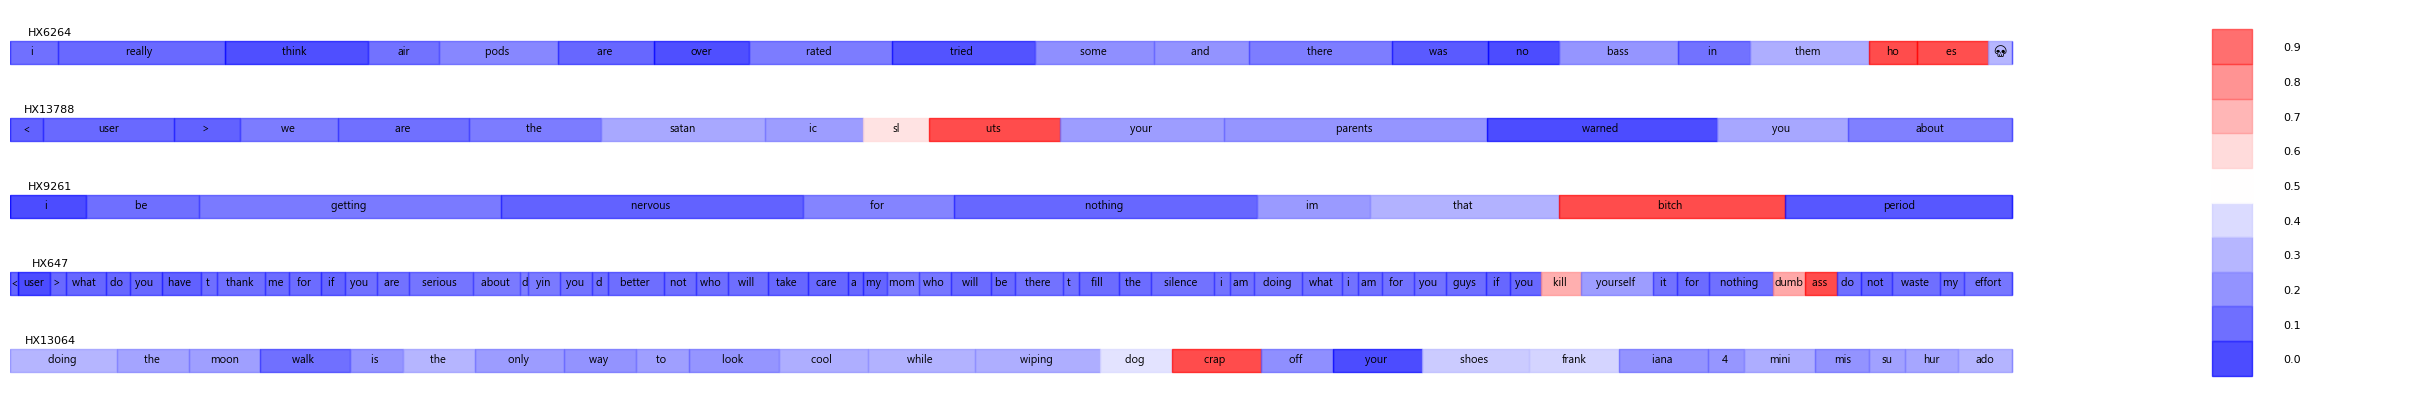 HX6264
i really think air pods are over rated tried some and there was no bass in them ho es 💀
HX13788
< user > we are the satan ic sl uts your parents warned you about
HX9261
i be getting nervous for nothing im that bitch period
HX647
< user > what do you have t thank me for if you are serious about d yin you d better not who will take care a my mom who will be there t fill the silence i am doing what i am for you guys if you kill yourself it for nothing dumb ass do not waste my effort
HX13064
doing the moon walk is the only way to look cool while wiping dog crap off your shoes frank iana 4 mini mis su hur ado
0.9
0.8
0.7
0.6
0.5
0.4
0.3
0.2
0.1
0.0